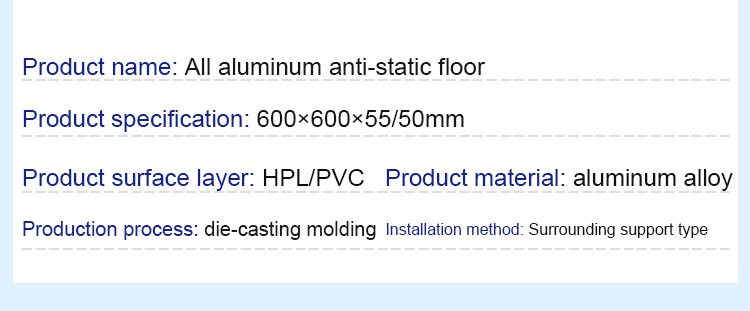 Product name: All aluminum anti-static floor
Product specification: 600×600×55/50mm
Product surface layer: HPL/PVC Product material: aluminum alloy
Production process: die-casting molding Installation method: Surrounding support type